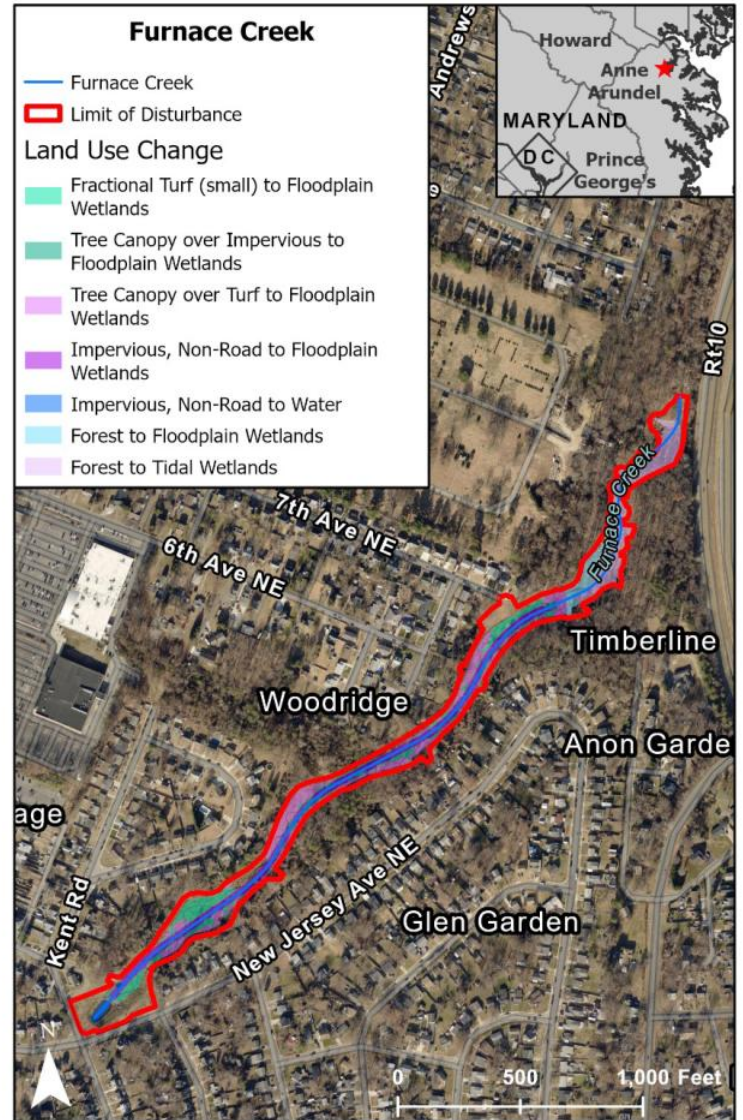 Furnace Creek
Furnace Creek
Limit of Disturbance
Land Use Change
Fractional Turf (small) to Floodplain
Wetlands
Tree Canopy over Impervious to
Floodplain Wetlands
Tree Canopy over Turf to Floodplain
Wetlands
Impervious, Non-Road to Floodplain
Wetlands
Impervious, Non-Road to Water
Forest to Floodplain Wetlands
Forest to Tidal Wetlands
Andrews
Howard
Anne
Arundel
MARYLAND
DC
Prince
George's
s
Rt10
Furnace Creek
7th Ave NE
6th Ave NE
Timberline
Woodridge
Anon Garde
age
Kent Rd
New Jersey Ave NE
Glen Garden
N
0 500 1,000 Feet